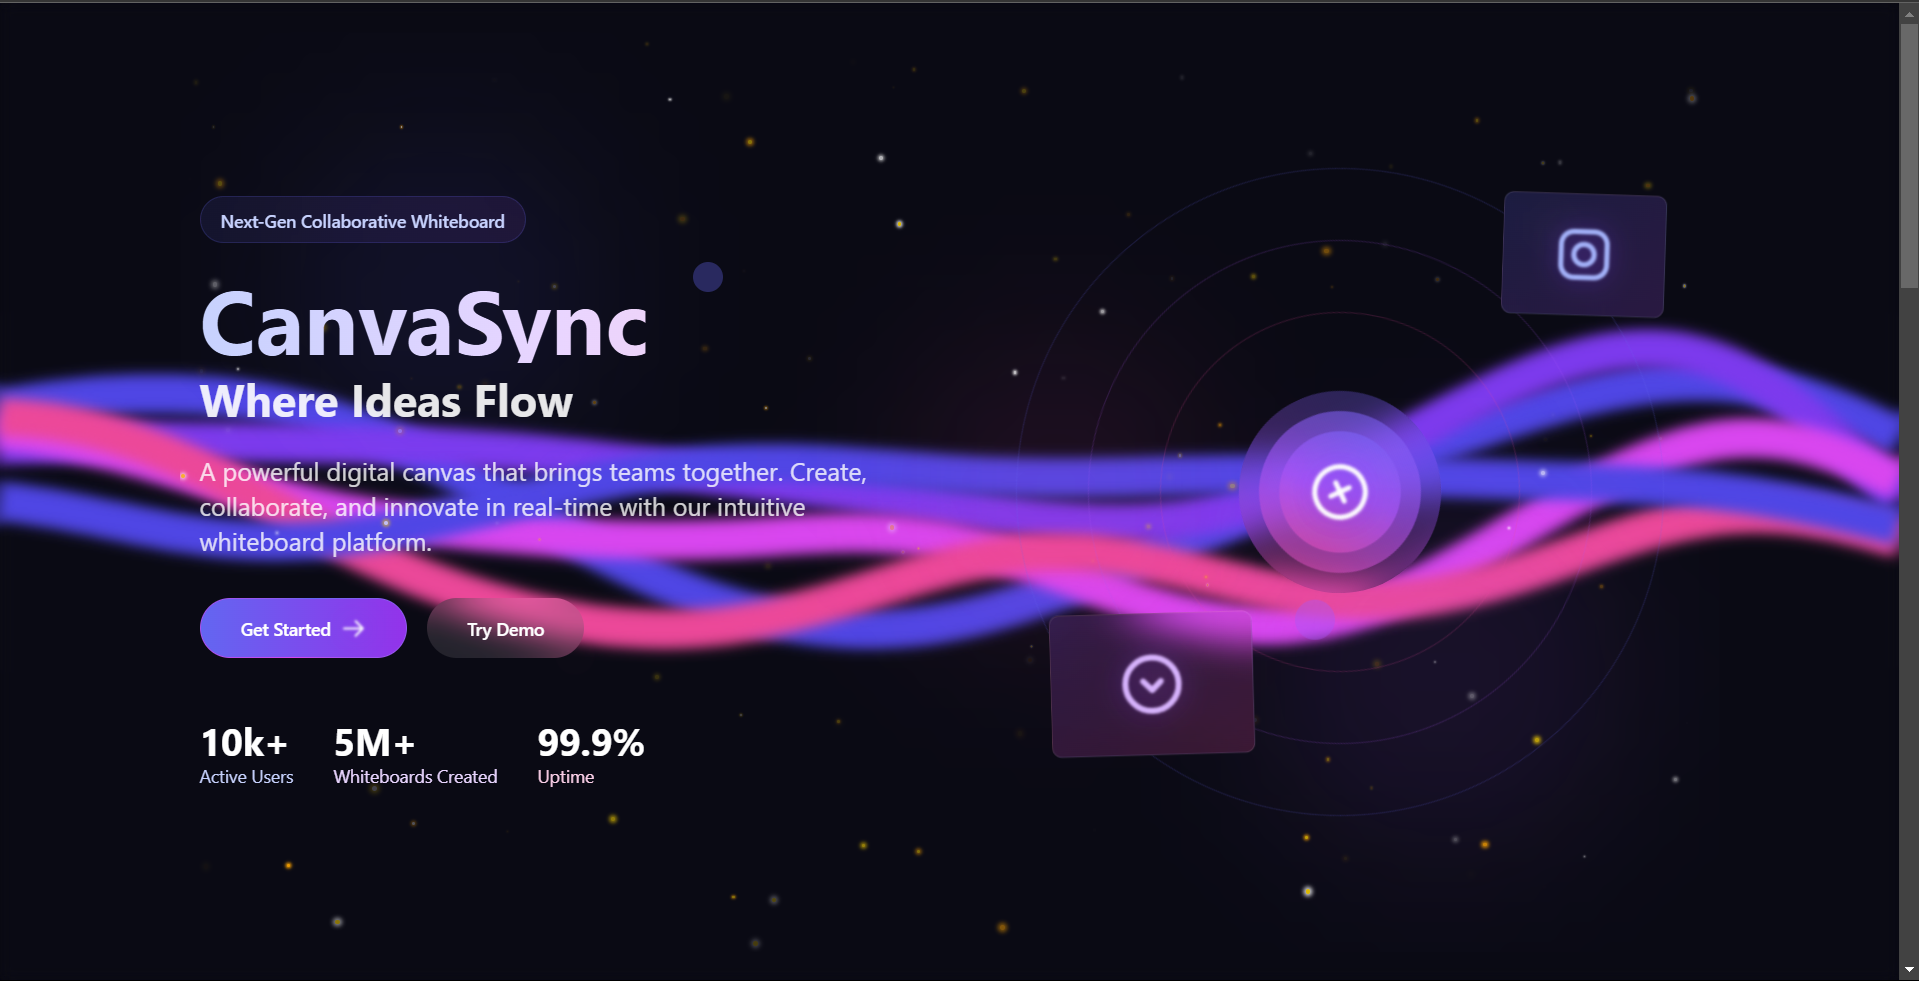 Next-Gen Collaborative Whiteboard
CanvaSync
Where Ideas Flow
A powerful digital canvas that brings teams together. Create,
collaborate, and innovate in real-time with our intuitive
whiteboard platform.
Get Started
Try Demo
10k+
Active Users
5M+
Whiteboards Created
99.9%
Uptime